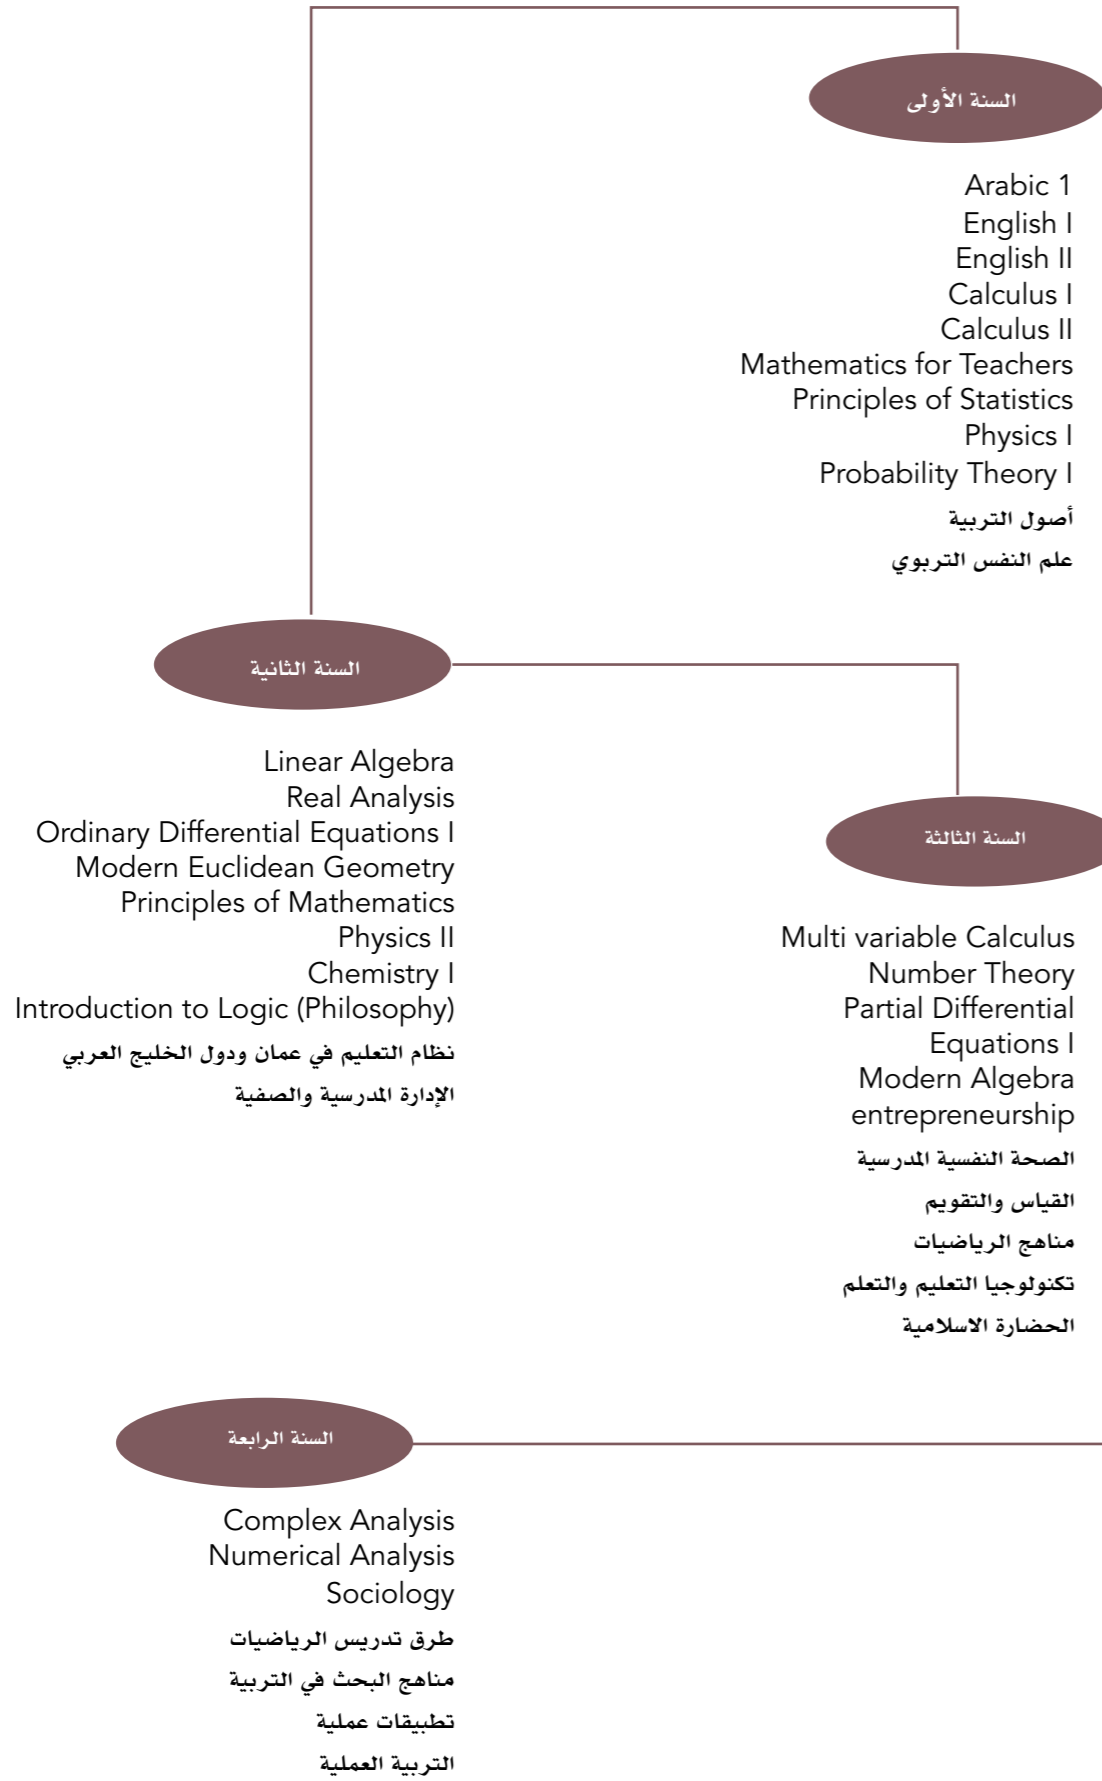 السنة الأولى
Arabic 1
English I
English II
Calculus I
Calculus II
Mathematics for Teachers
Principles of Statistics
Physics I
Probability Theory I
أصول التربية
علم النفس التربوي
السنة الثانية
Linear Algebra
Real Analysis
Ordinary Differential Equations I
Modern Euclidean Geometry
Principles of Mathematics
Physics II
Chemistry I
Introduction to Logic (Philosophy)
نظام التعليم في عمان ودول الخليج العربي
الإدارة المدرسية والصفية
السنة الثالثة
Multi variable Calculus
Number Theory
Partial Differential
Equations I
Modern Algebra
entrepreneurship
الصحة النفسية المدرسية
القياس والتقويم
مناهج الرياضيات
تكنولوجيا التعليم والتعلم
الحضارة الاسلامية
السنة الرابعة
Complex Analysis
Numerical Analysis
Sociology
طرق تدريس الرياضيات
مناهج البحث في التربية
تطبيقات عملية
التربية العملية